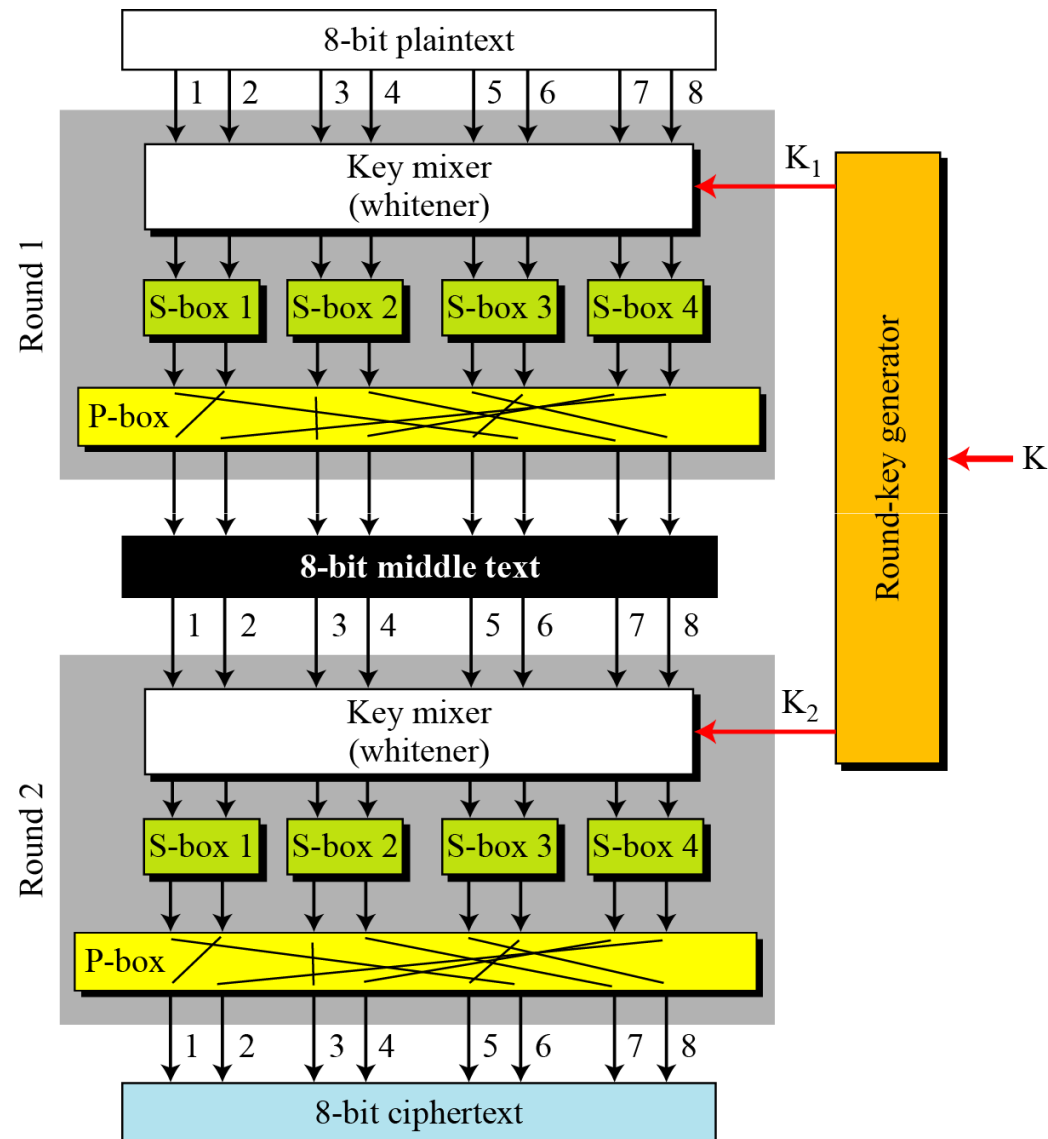 8-bit plaintext
1 2 3 4 5 6 7 8
Round 1
Key mixer
(whitener)
K1
S-box 1 S-box 2 S-box 3 S-box 4
P-box
Round-key generator
K
8-bit middle text
1 2 3 4 5 6 7 8
Round 2
Key mixer
(whitener)
K2
S-box 1 S-box 2 S-box 3 S-box 4
P-box
1 2 3 4 5 6 7 8
8-bit ciphertext